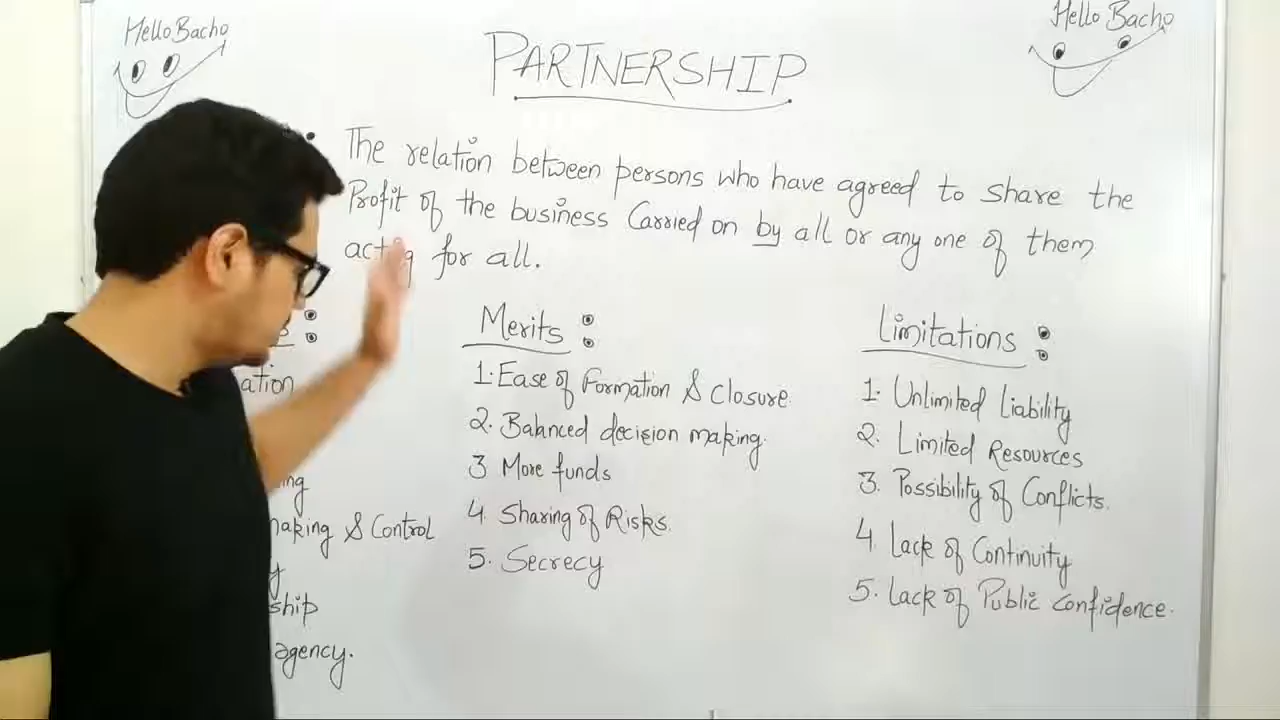 Hello Bacho
Hello Bacho
PARTNERSHIP
The relation between persons who have agreed to share the
Profit of the business Carried on by all or any one of them
for all.
ation
ing
making & Control
y
ship
agency.
Merits :
1. Ease of Formation & Closure.
2. Balanced decision making.
3 More funds
4. Sharing of Risks.
5. Secrecy
Limitations :
1. Unlimited Liability
2. Limited Resources
3. Possibility of Conflicts.
4. Lack of Continuity
5. Lack of Public Confidence.